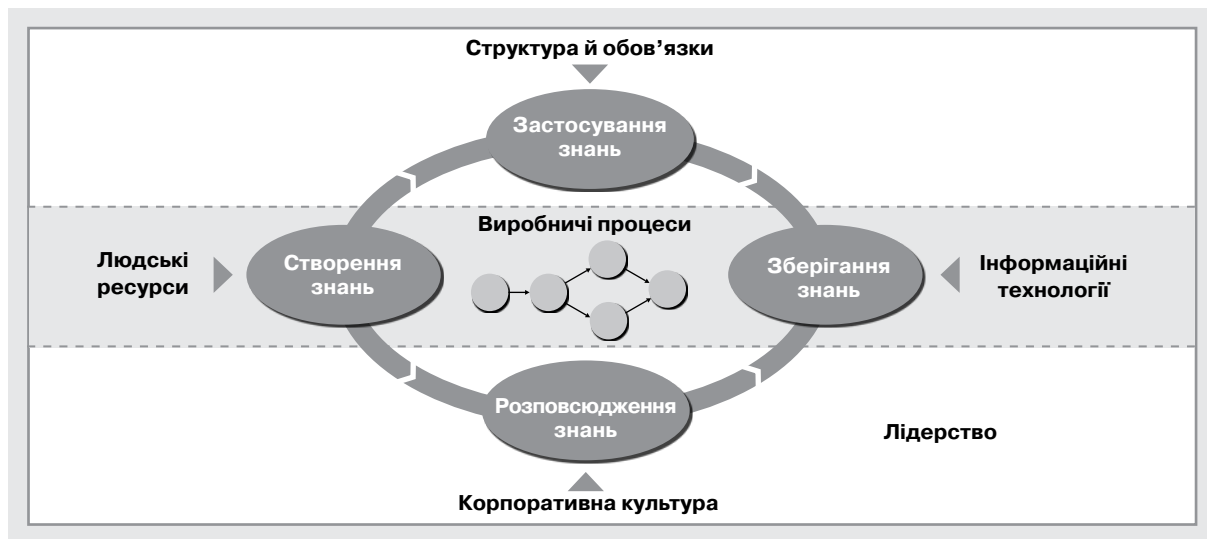 Структура й обов’язки
Застосування
знань
Виробничі процеси
Людські
ресурси
Створення
знань
Зберігання
знань
Інформаційні
технології
Розповсюдження
знань
Лідерство
Корпоративна культура